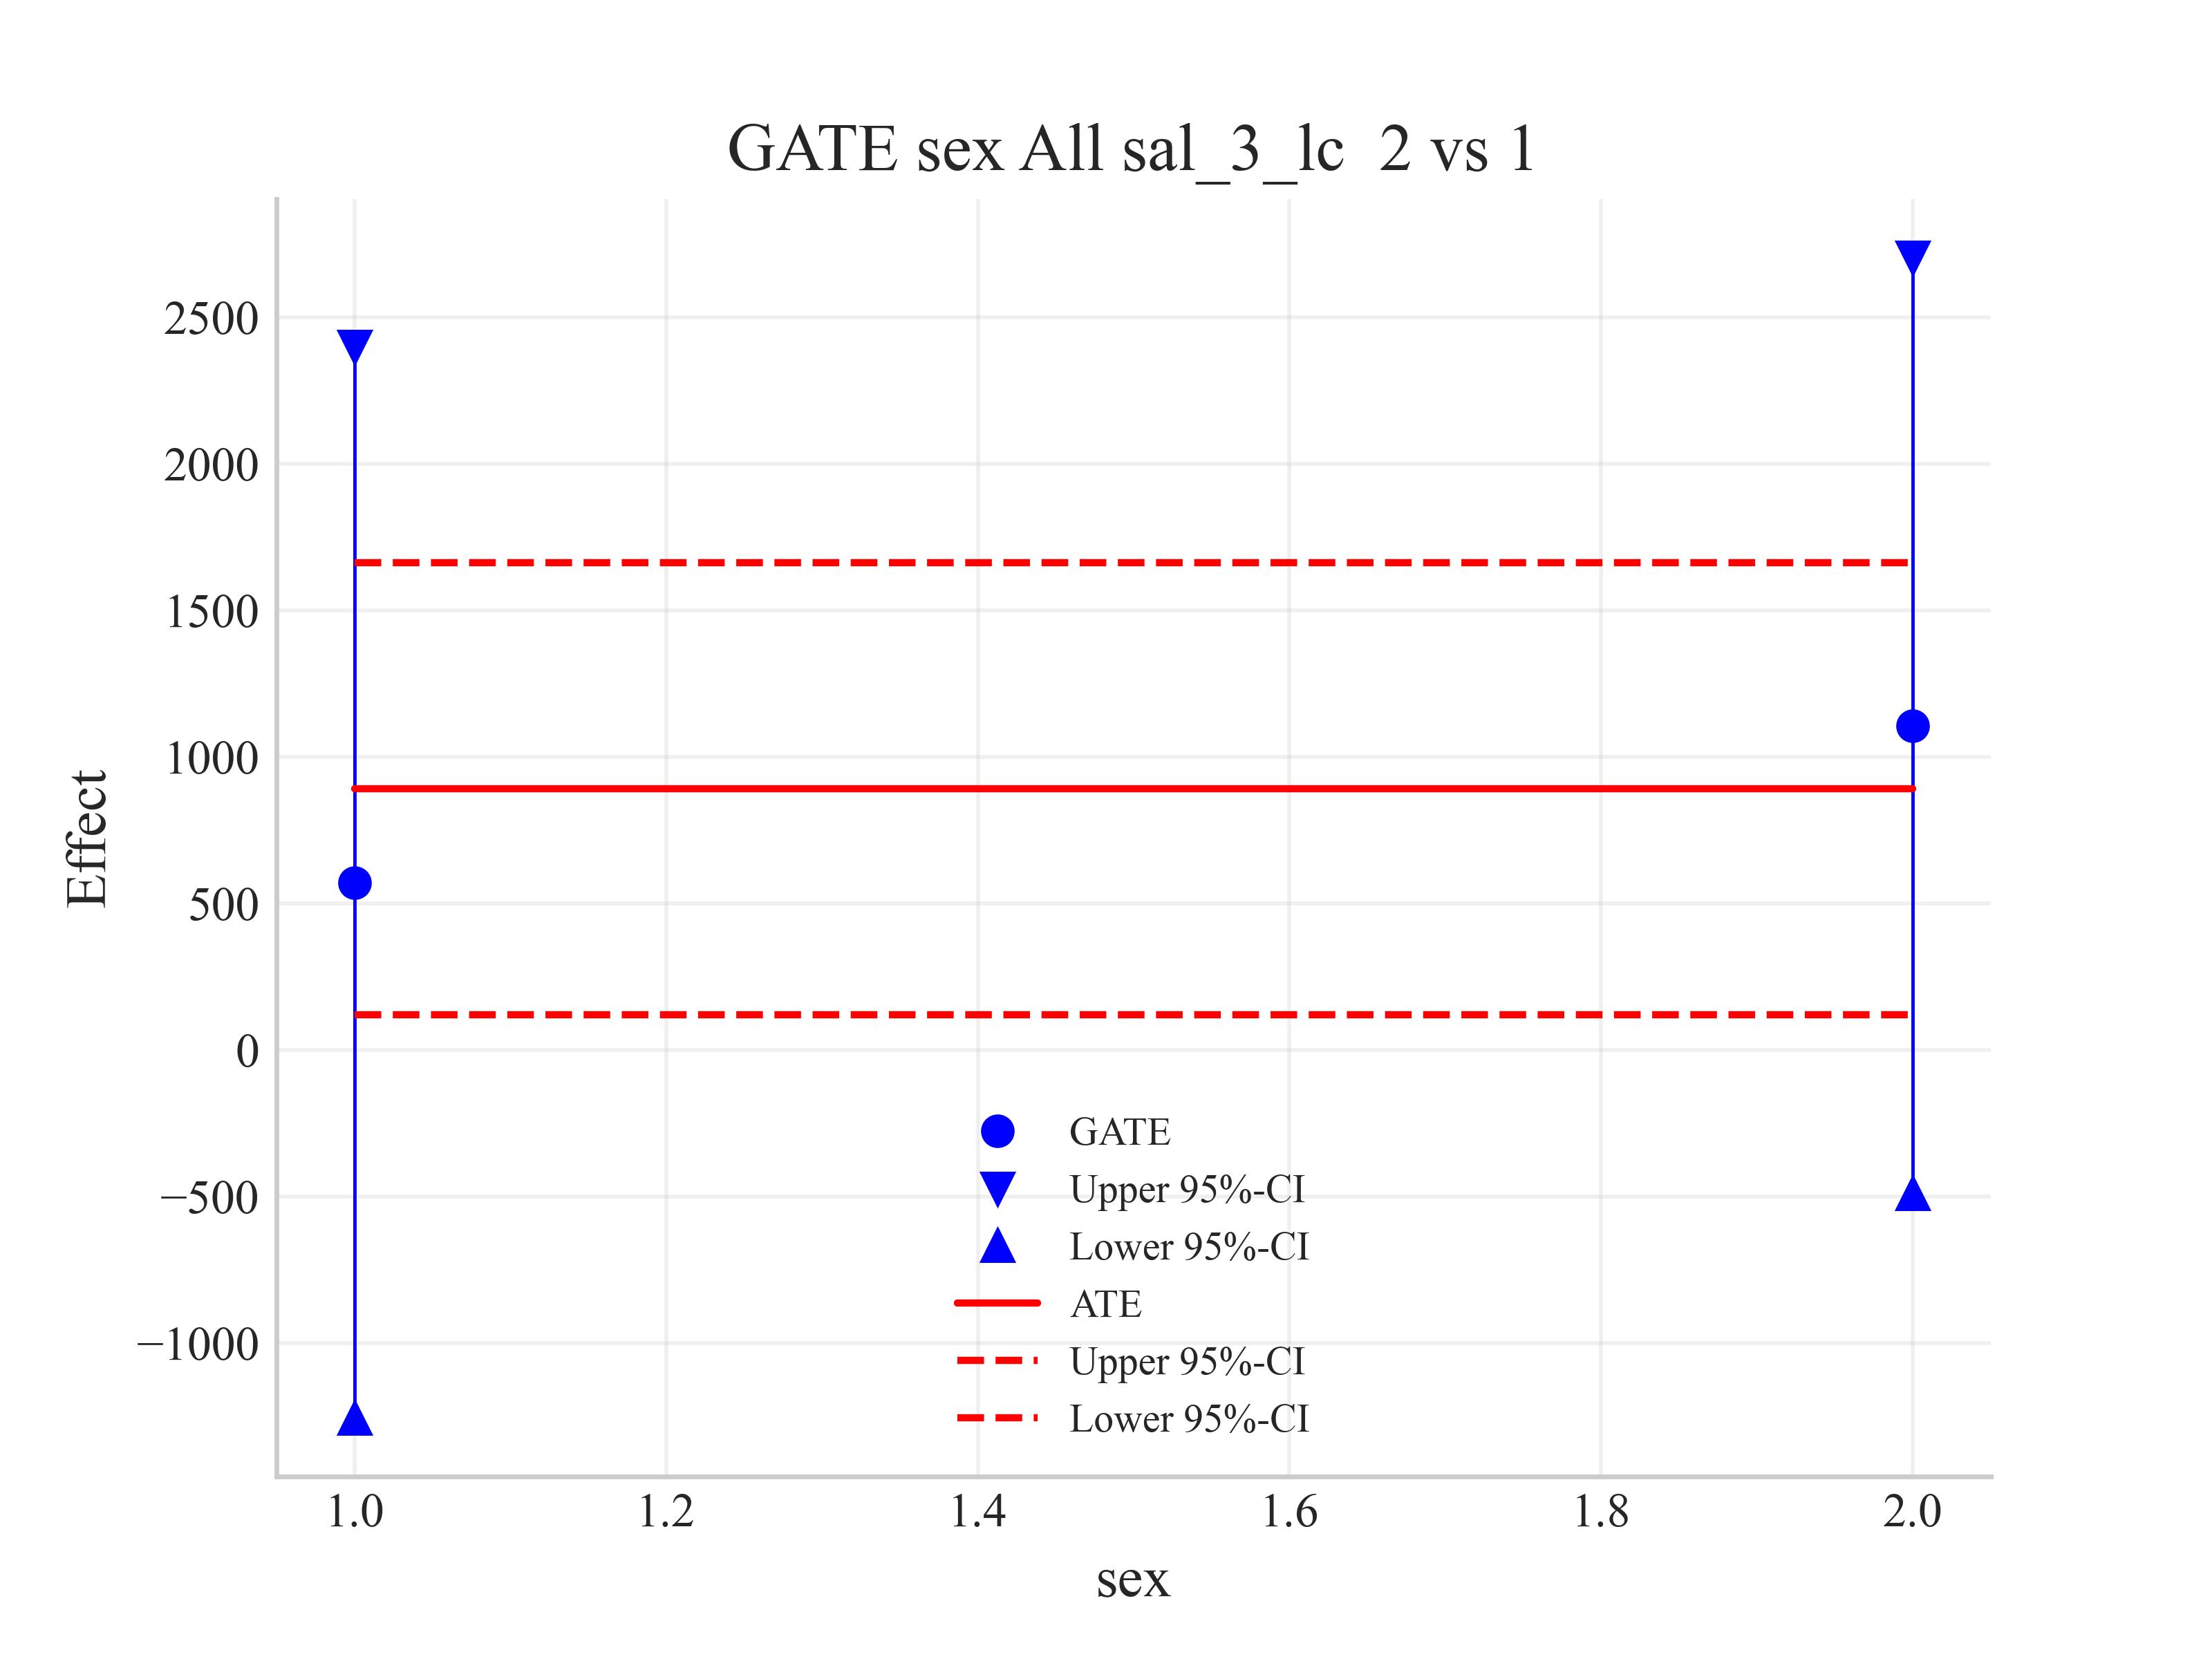 GATE sex All sal_3_lc  2 vs 1
Effect
2500
2000
1500
1000
500
0
−500
−1000
GATE
Upper 95%-CI
Lower 95%-CI
ATE
Upper 95%-CI
Lower 95%-CI
1.0 1.2 1.4 1.6 1.8 2.0
sex